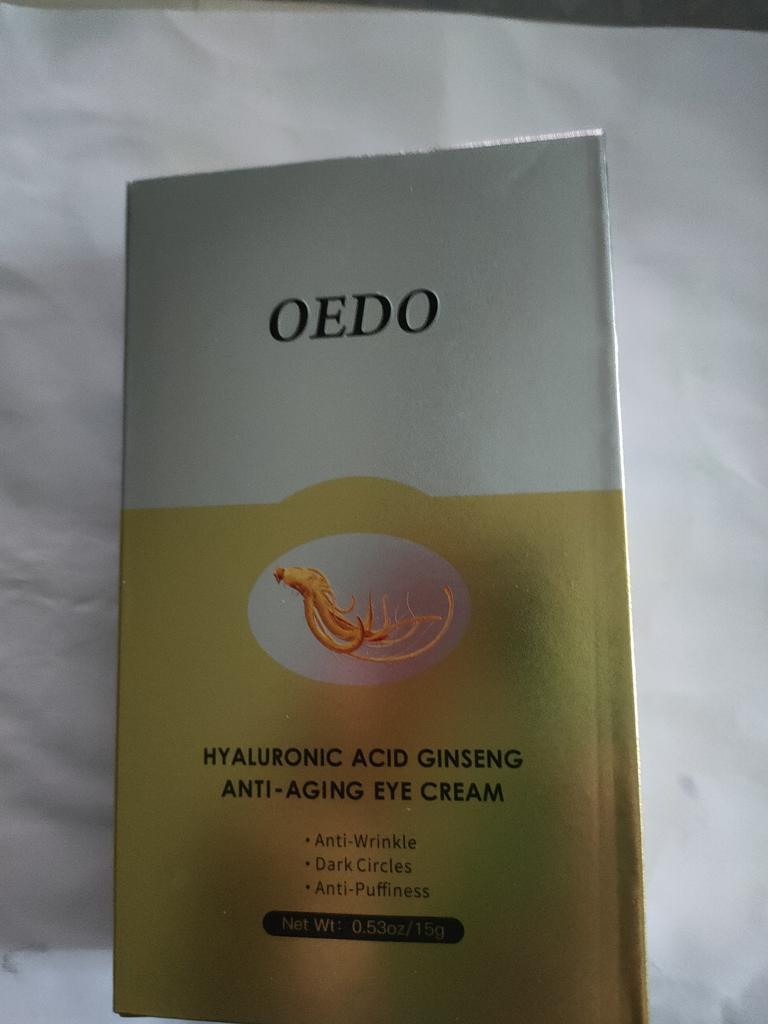 OEDO
HYALURONIC ACID GINSENG
ANTI-AGING EYE CREAM
• Anti-Wrinkle
• Dark Circles
• Anti-Puffiness
Net Wt: 0.53oz/15g